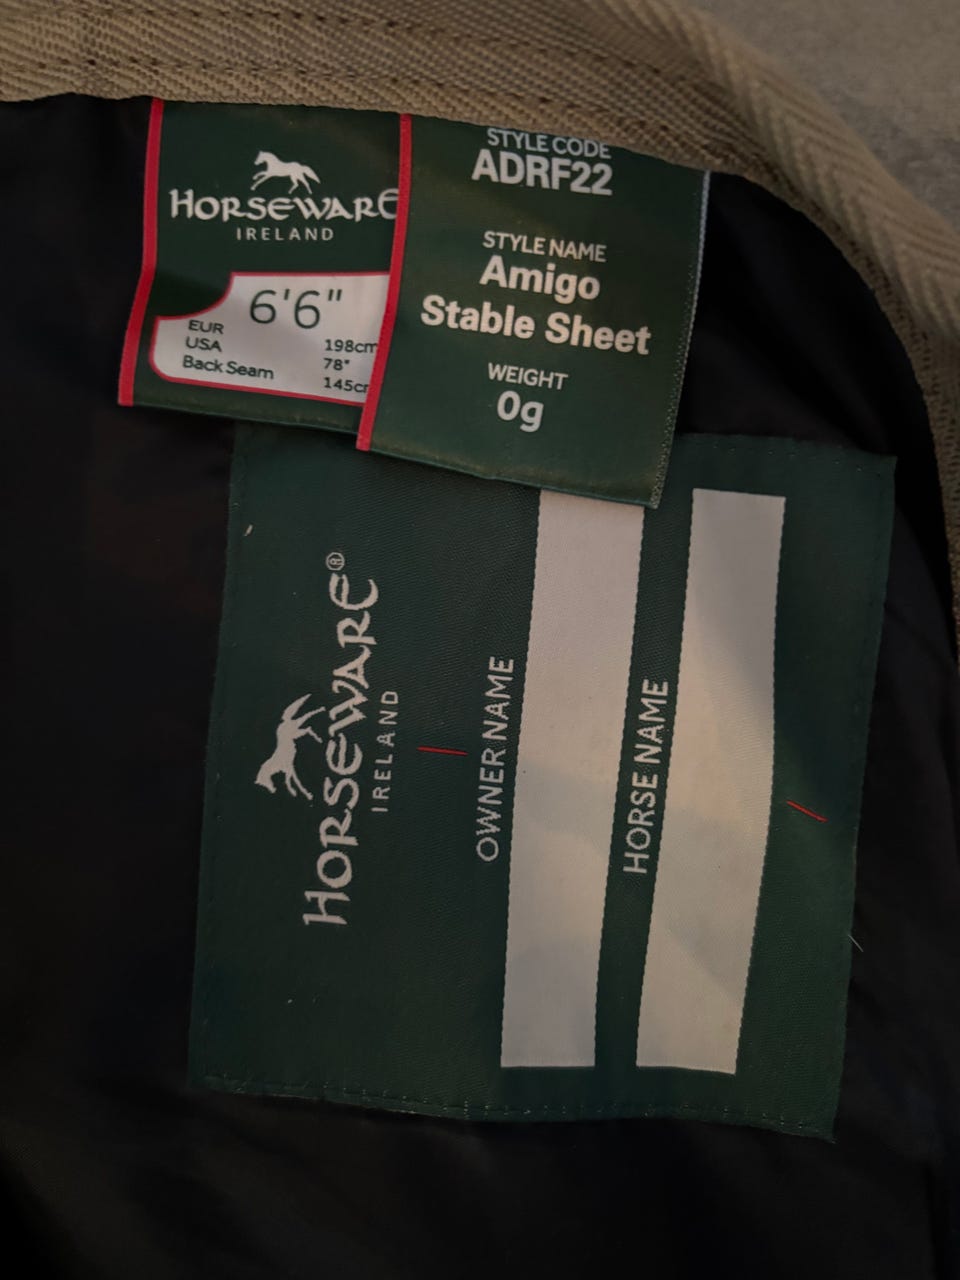 HORSEWARE
IRELAND
6'6"
EUR 198cm
USA 78"
Back Seam 145c
STYLE CODE
ADRF22
STYLE NAME
Amigo
Stable Sheet
WEIGHT
0g
HORSEWARE®
IRELAND
OWNER NAME
HORSE NAME